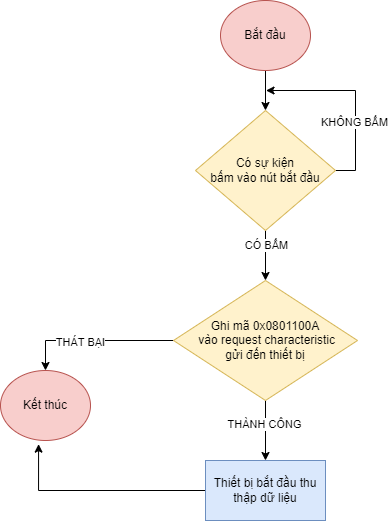 Bắt đầu
KHÔNG BẤM
Có sự kiện
bấm vào nút bắt đầu
CÓ BẤM
Ghi mã 0x0801100A
vào request characteristic
gửi đến thiết bị
THÁT BẠI
Kết thúc
THÀNH CÔNG
Thiết bị bắt đầu thu
thập dữ liệu